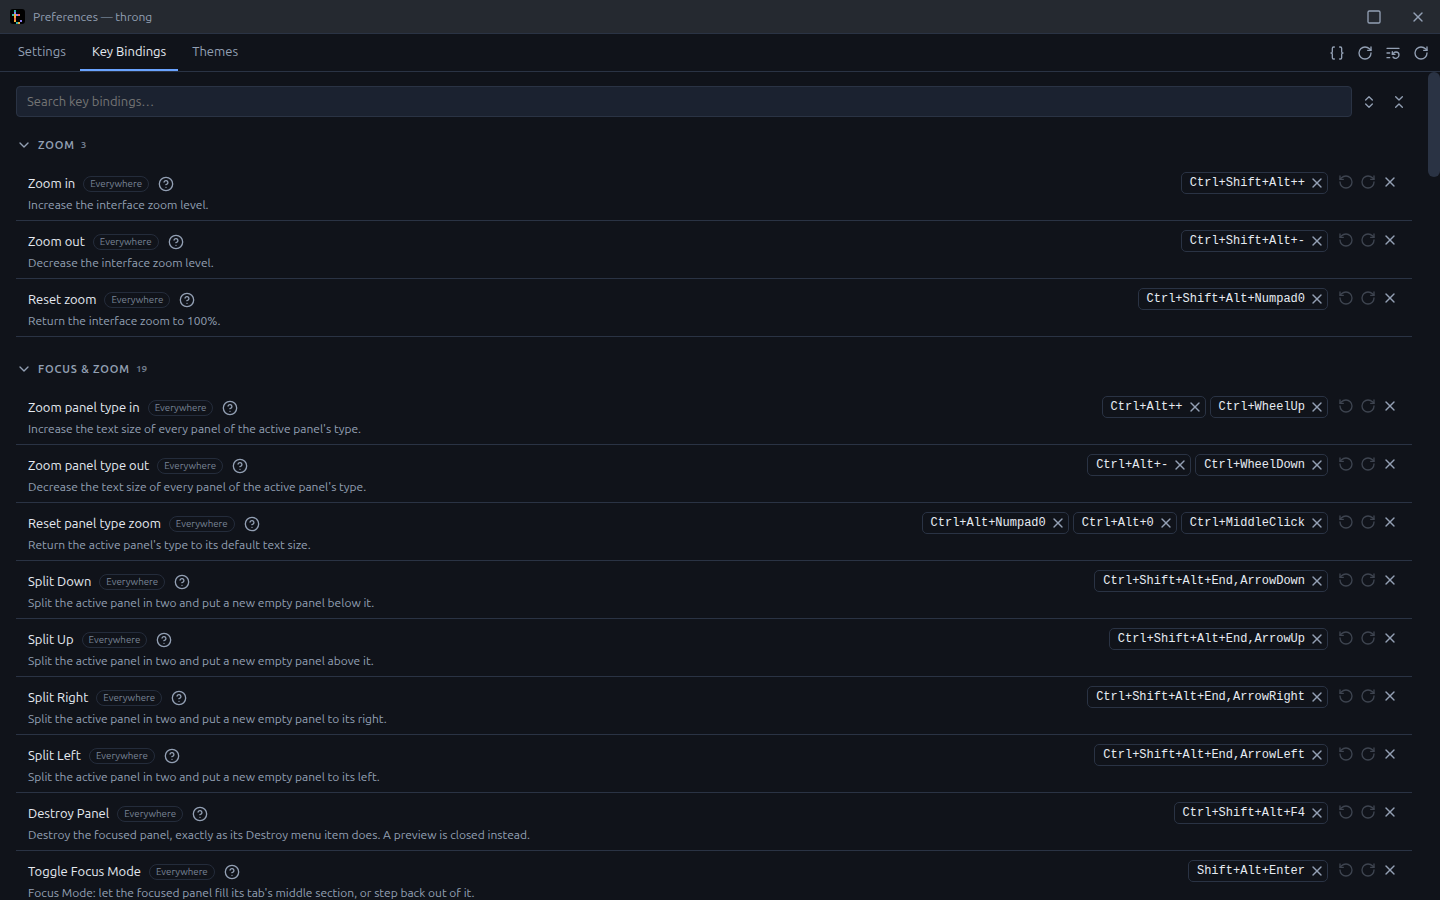 Preferences — throng
Settings Key Bindings Themes
Search key bindings...
ZOOM 3
Zoom in Everywhere Ctrl+Shift+Alt++
Increase the interface zoom level.
Zoom out Everywhere Ctrl+Shift+Alt+-
Decrease the interface zoom level.
Reset zoom Everywhere Ctrl+Shift+Alt+Numpad0
Return the interface zoom to 100%.
FOCUS & ZOOM 19
Zoom panel type in Everywhere Ctrl+Alt++ Ctrl+WheelUp
Increase the text size of every panel of the active panel's type.
Zoom panel type out Everywhere Ctrl+Alt+- Ctrl+WheelDown
Decrease the text size of every panel of the active panel's type.
Reset panel type zoom Everywhere Ctrl+Alt+Numpad0 Ctrl+Alt+0 Ctrl+MiddleClick
Return the active panel's type to its default text size.
Split Down Everywhere Ctrl+Shift+Alt+End,ArrowDown
Split the active panel in two and put a new empty panel below it.
Split Up Everywhere Ctrl+Shift+Alt+End,ArrowUp
Split the active panel in two and put a new empty panel above it.
Split Right Everywhere Ctrl+Shift+Alt+End,ArrowRight
Split the active panel in two and put a new empty panel to its right.
Split Left Everywhere Ctrl+Shift+Alt+End,ArrowLeft
Split the active panel in two and put a new empty panel to its left.
Destroy Panel Everywhere Ctrl+Shift+Alt+F4
Destroy the focused panel, exactly as its Destroy menu item does. A preview is closed instead.
Toggle Focus Mode Everywhere Shift+Alt+Enter
Focus Mode: let the focused panel fill its tab's middle section, or step back out of it.